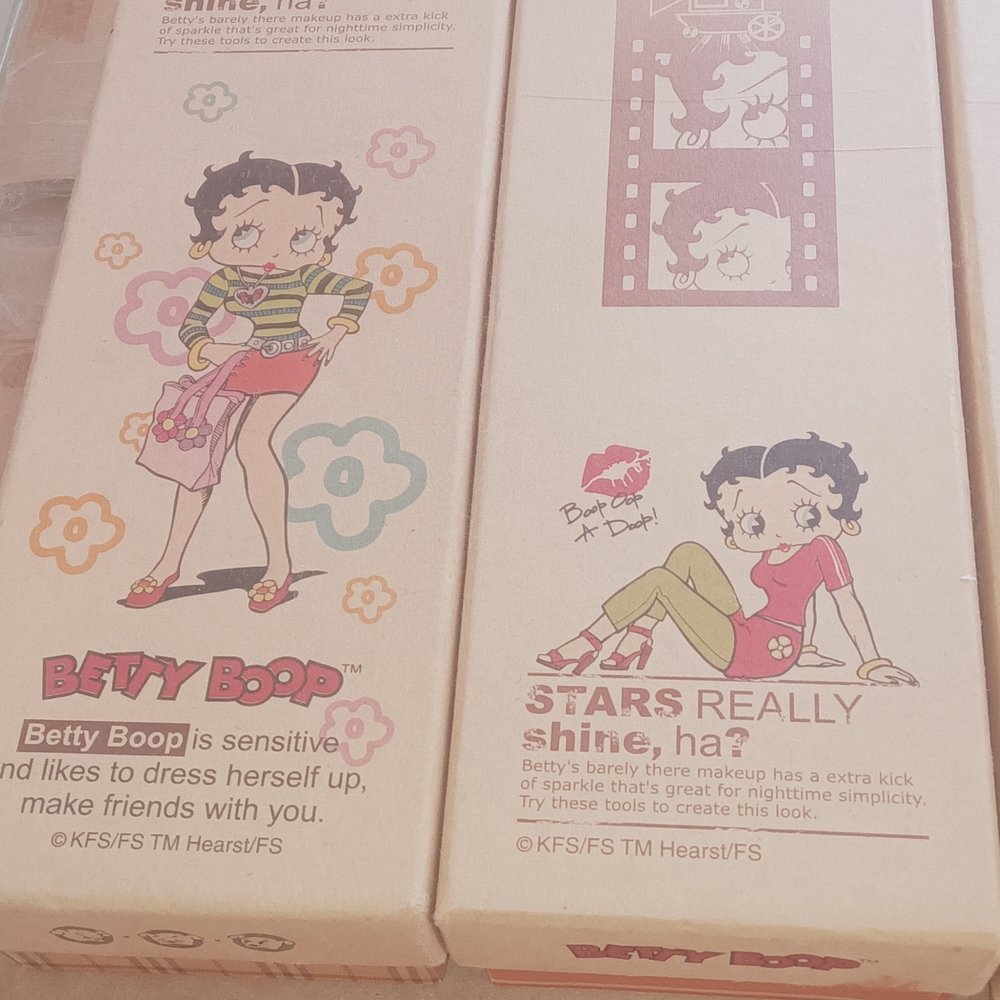 shine, ha?
Betty's barely there makeup has a extra kick
of sparkle that's great for nighttime simplicity.
Try these tools to create this look.
BETTY BOOP™
Betty Boop is sensitive
nd likes to dress herself up,
make friends with you.
©KFS/FS TM Hearst/FS
Boop Oop
A Doop!
STARS REALLY
shine, ha?
Betty's barely there makeup has a extra kick
of sparkle that's great for nighttime simplicity.
Try these tools to create this look.
©KFS/FS TM Hearst/FS
BETTY BOOP™